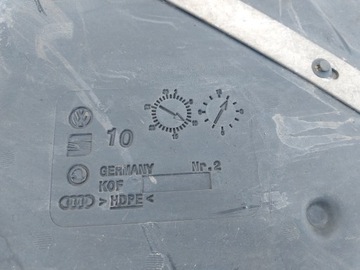 10
GERMANY Nr.2
KOF
>HDPE<